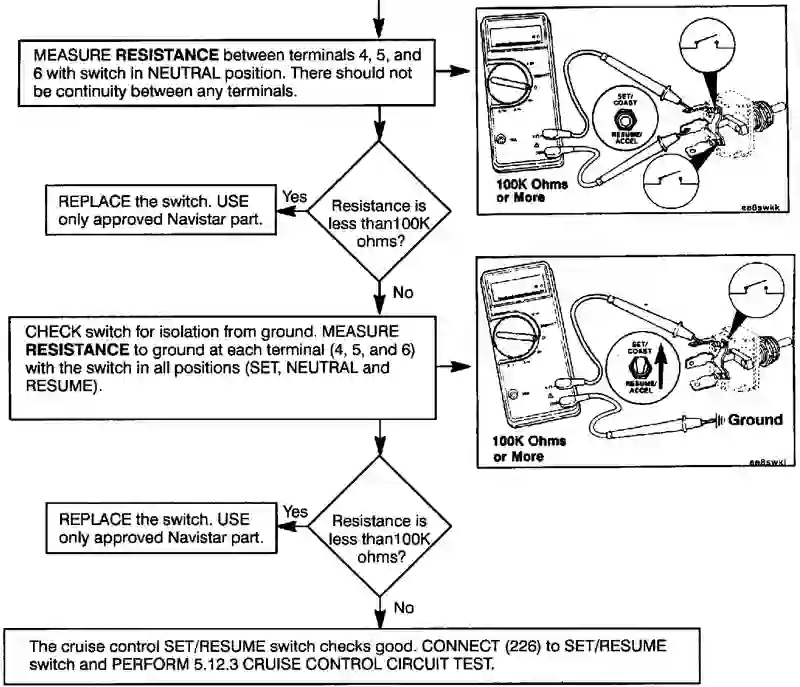 MEASURE RESISTANCE between terminals 4, 5, and
6 with switch in NEUTRAL position. There should not
be continuity between any terminals.
SET/
COAST
RESUME/
ACCEL
100K Ohms
or More
ee8swkk
REPLACE the switch. USE
only approved Navistar part.
Yes
Resistance is
less than100K
ohms?
No
CHECK switch for isolation from ground. MEASURE
RESISTANCE to ground at each terminal (4, 5, and 6)
with the switch in all positions (SET, NEUTRAL and
RESUME).
SET/
COAST
RESUME/
ACCEL
Ground
100K Ohms
or More
ee8swkl
REPLACE the switch. USE
only approved Navistar part.
Yes
Resistance is
less than100K
ohms?
No
The cruise control SET/RESUME switch checks good. CONNECT (226) to SET/RESUME
switch and PERFORM 5.12.3 CRUISE CONTROL CIRCUIT TEST.